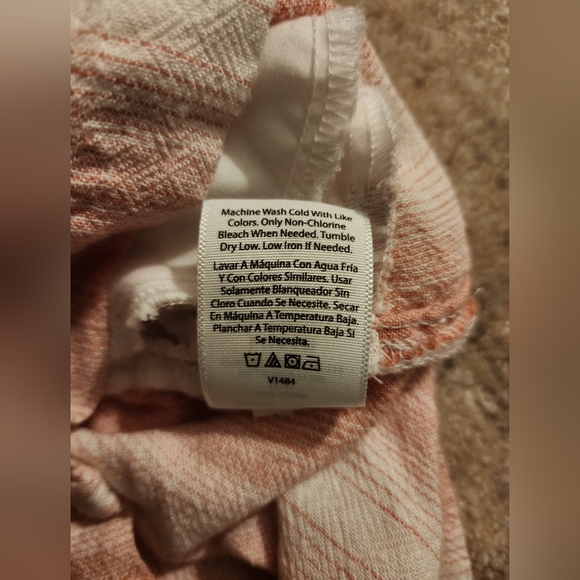 Machine Wash Cold With Like
Colors. Only Non-Chlorine
Bleach When Needed. Tumble
Dry Low. Low Iron If Needed.
Lavar A Máquina Con Agua Fría
Y Con Colores Similares. Usar
Solamente Blanqueador Sin
Cloro Cuando Se Necesite. Secar
En Máquina A Temperatura Baja.
Planchar A Temperatura Baja Si
Se Necesita.
V1484